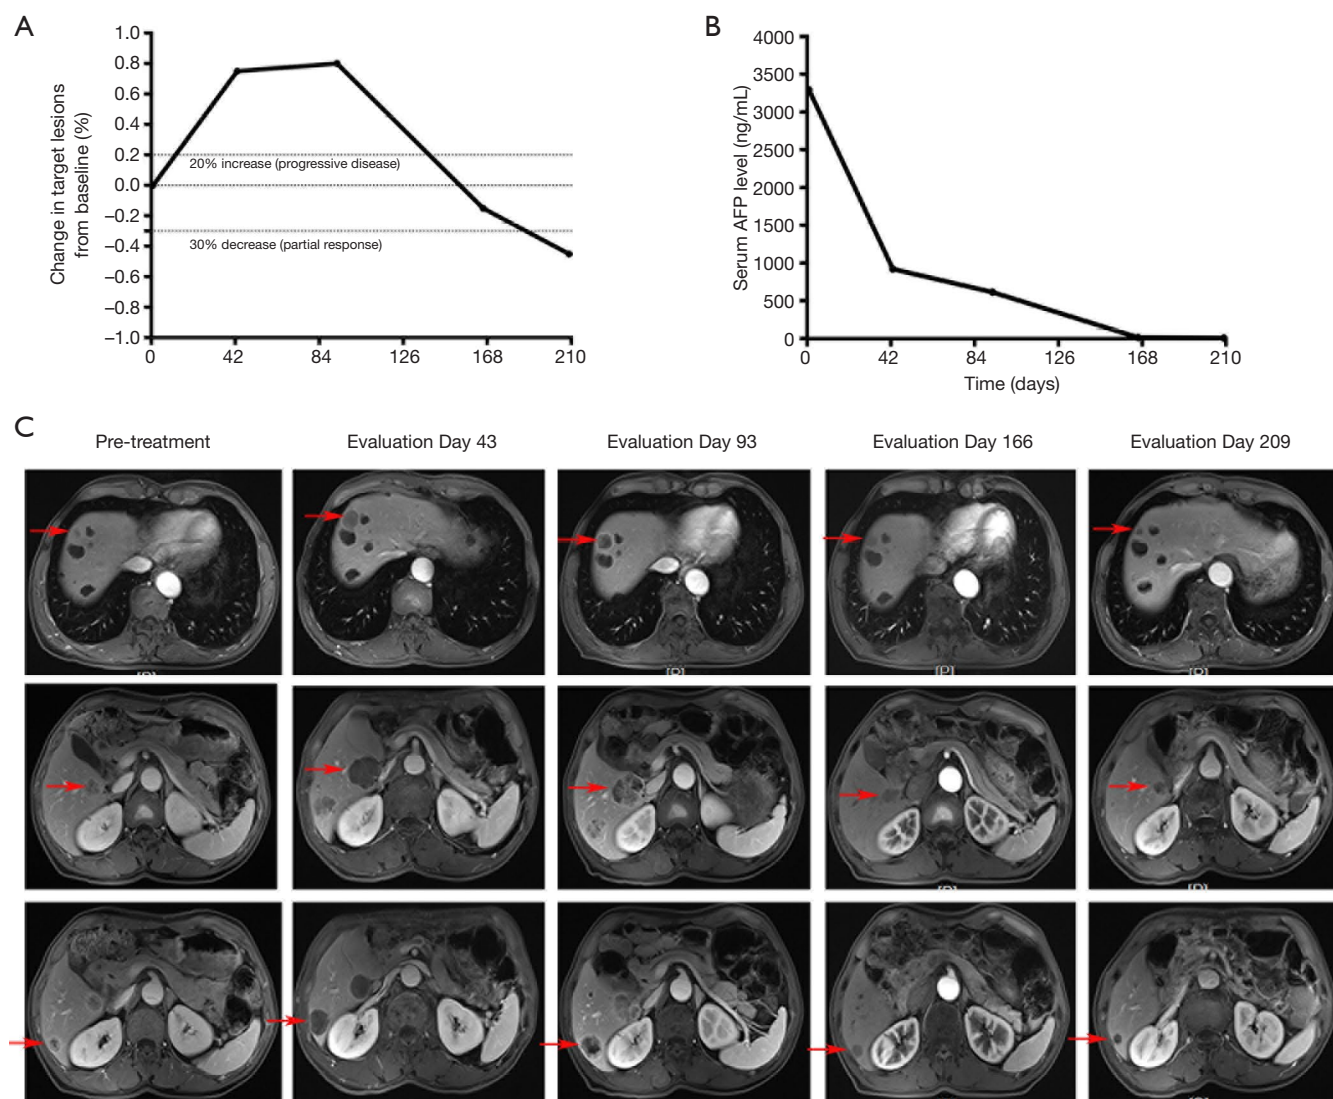 A
Change in target lesions
from baseline (%)
1.0
0.8
0.6
0.4
0.2
0.0
−0.2
−0.4
−0.6
−0.8
−1.0
20% increase (progressive disease)
30% decrease (partial response)
0 42 84 126 168 210
B
Serum AFP level (ng/mL)
4000
3500
3000
2500
2000
1500
1000
500
0
0 42 84 126 168 210
Time (days)
C
Pre-treatment Evaluation Day 43 Evaluation Day 93 Evaluation Day 166 Evaluation Day 209
[P]